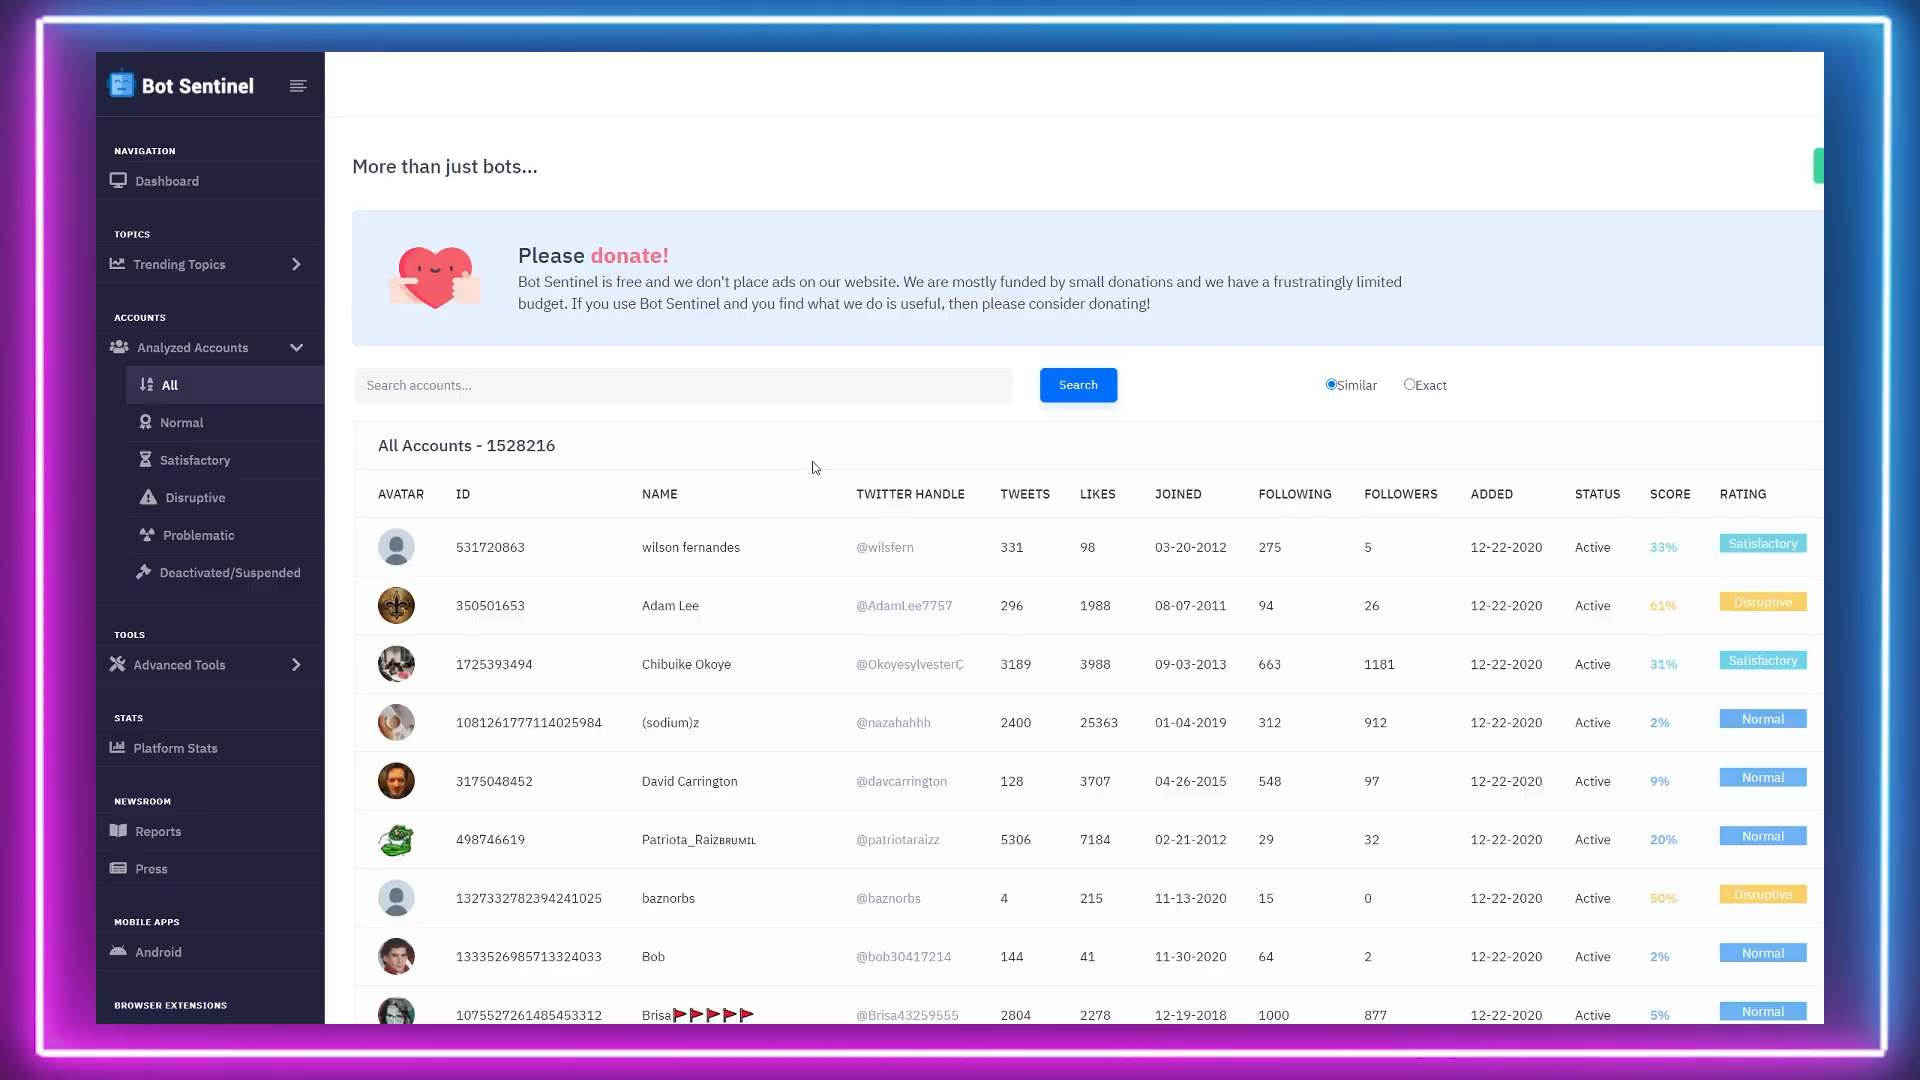 Bot Sentinel
NAVIGATION
Dashboard
TOPICS
Trending Topics
ACCOUNTS
Analyzed Accounts
All
Normal
Satisfactory
Disruptive
Problematic
Deactivated/Suspended
TOOLS
Advanced Tools
STATS
Platform Stats
NEWSROOM
Reports
Press
MOBILE APPS
Android
BROWSER EXTENSIONS
More than just bots...
Please donate!
Bot Sentinel is free and we don't place ads on our website. We are mostly funded by small donations and we have a frustratingly limited
budget. If you use Bot Sentinel and you find what we do is useful, then please consider donating!
Search accounts...
Search
Similar
Exact
All Accounts - 1528216
AVATAR ID NAME TWITTER HANDLE TWEETS LIKES JOINED FOLLOWING FOLLOWERS ADDED STATUS SCORE RATING
531720863 wilson fernandes @wilsfern 331 98 03-20-2012 275 5 12-22-2020 Active 33% Satisfactory
350501653 Adam Lee @AdamLee7757 296 1988 08-07-2011 94 26 12-22-2020 Active 61% Disruptive
1725393494 Chibuike Okoye @OkoyesylvesterC 3189 3988 09-03-2013 663 1181 12-22-2020 Active 31% Satisfactory
1081261777114025984 (sodium)z @nazahahhh 2400 25363 01-04-2019 312 912 12-22-2020 Active 2% Normal
3175048452 David Carrington @davcarrington 128 3707 04-26-2015 548 97 12-22-2020 Active 9% Normal
498746619 Patriota_Raizʙʀᴜᴍɪʟ @patriotaraizz 5306 7184 02-21-2012 29 32 12-22-2020 Active 20% Normal
1327332782394241025 baznorbs @baznorbs 4 215 11-13-2020 15 0 12-22-2020 Active 50% Disruptive
1333526985713324033 Bob @bob30417214 144 41 11-30-2020 64 2 12-22-2020 Active 2% Normal
1075527261485453312 Brisa🚩🚩🚩🚩🚩 @Brisa43259555 2804 2278 12-19-2018 1000 877 12-22-2020 Active 5% Normal